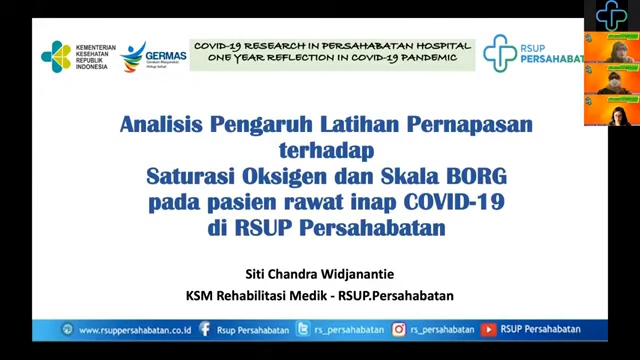 KEMENTERIAN
KESEHATAN
REPUBLIK
INDONESIA
GERMAS
COVID-19 RESEARCH IN PERSAHABATAN HOSPITAL
ONE YEAR REFLECTION IN COVID-19 PANDEMIC
RSUP
PERSAHABAT
Analisis Pengaruh Latihan Pernapasan
terhadap
Saturasi Oksigen dan Skala BORG
pada pasien rawat inap COVID-19
di RSUP Persahabatan
Siti Chandra Widjanantie
KSM Rehabilitasi Medik - RSUP.Persahabatan
www.rsuppersahabatan.co.id
Rsup Persahabatan
rs_persahabatan
rs_persahabatan
RSUP Persahabatan